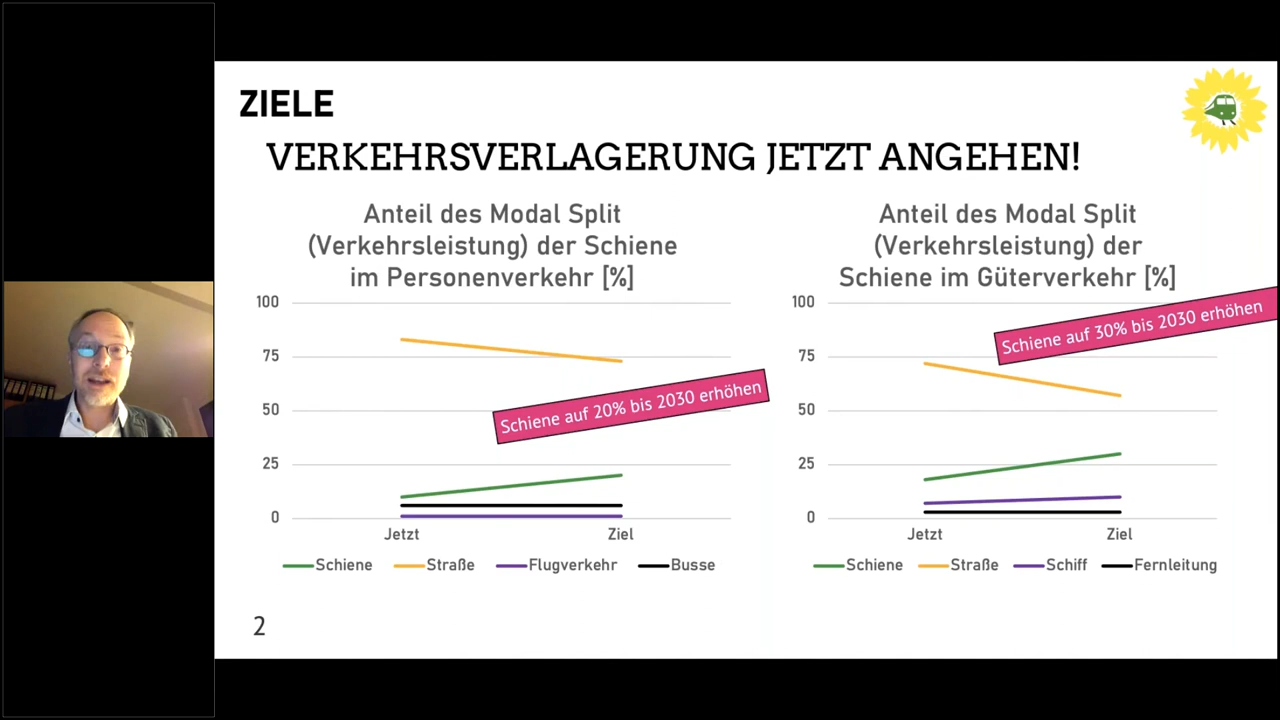 ZIELE
VERKEHRSVERLAGERUNG JETZT ANGEHEN!
Anteil des Modal Split
(Verkehrsleistung) der Schiene
im Personenverkehr [%]
100
75
50
25
0
Schiene auf 20% bis 2030 erhöhen
Jetzt
Ziel
Schiene
Straße
Flugverkehr
Busse
Anteil des Modal Split
(Verkehrsleistung) der
Schiene im Güterverkehr [%]
100
75
50
25
0
Schiene auf 30% bis 2030 erhöhen
Jetzt
Ziel
Schiene
Straße
Schiff
Fernleitung
2